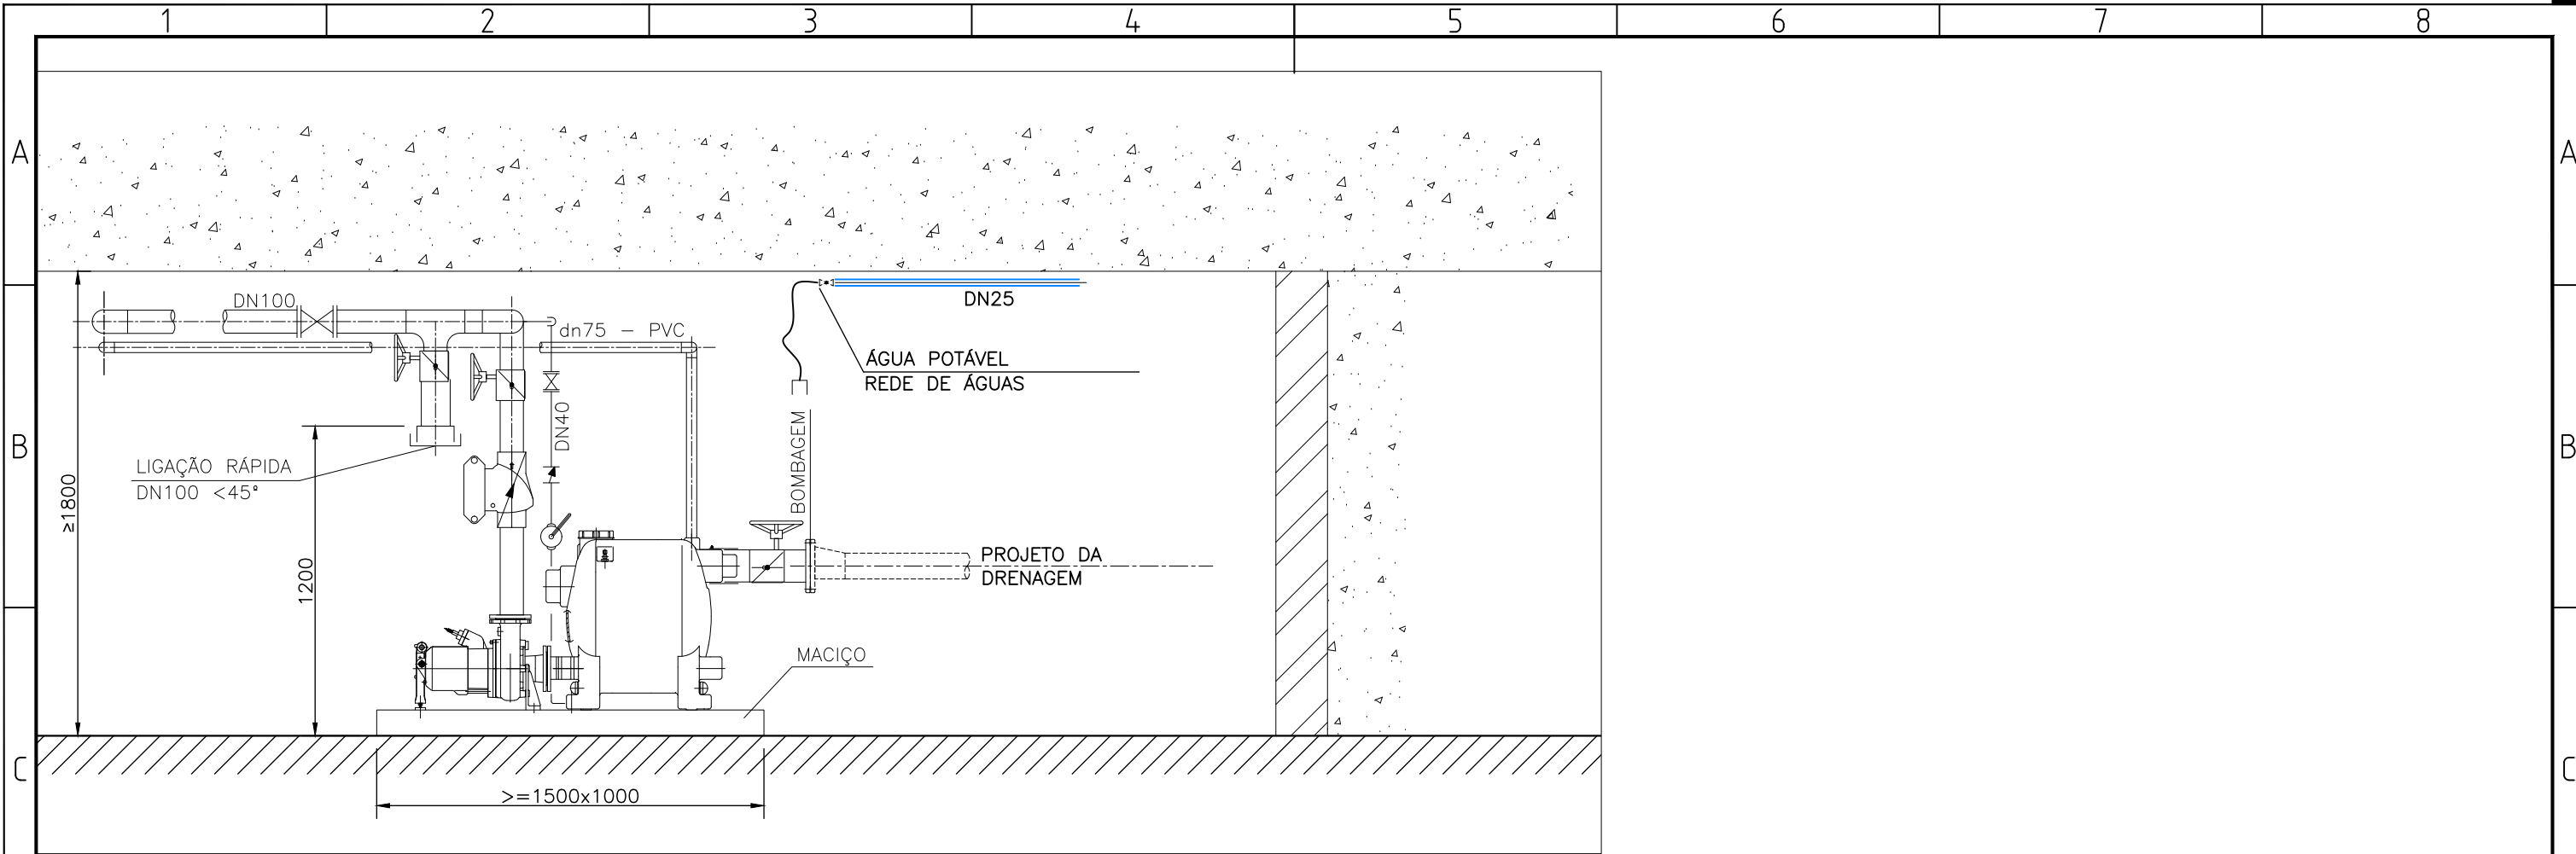 1 2 3 4 5 6 7 8
A A
DN100
DN25
dn75 - PVC
ÁGUA POTÁVEL
REDE DE ÁGUAS
DN40
BOMBAGEM
B B
LIGAÇÃO RÁPIDA
DN100 <45°
≥1800
1200
PROJETO DA
DRENAGEM
MACIÇO
C C
>=1500x1000